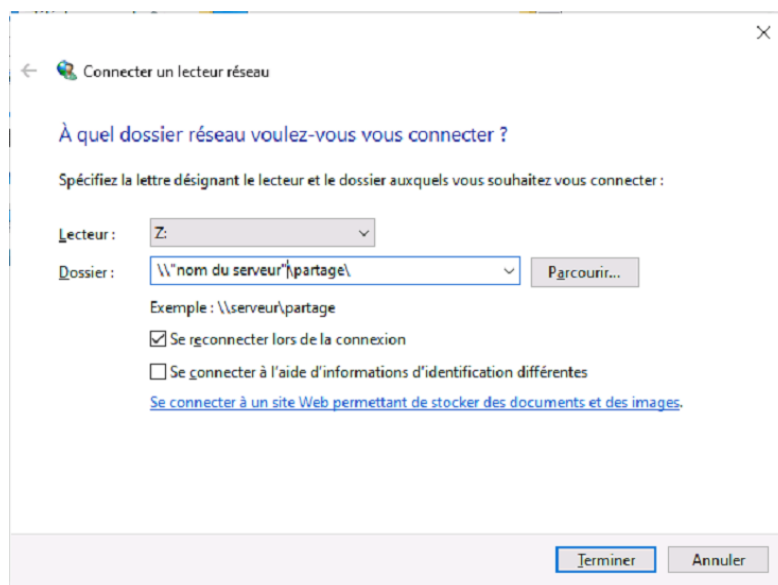 Connecter un lecteur réseau
À quel dossier réseau voulez-vous vous connecter ?
Spécifiez la lettre désignant le lecteur et le dossier auxquels vous souhaitez vous connecter :
Lecteur : Z:
Dossier : \\"nom du serveur"\partage\ Parcourir...
Exemple : \\serveur\partage
Se reconnecter lors de la connexion
Se connecter à l'aide d'informations d'identification différentes
Se connecter à un site Web permettant de stocker des documents et des images.
Terminer Annuler